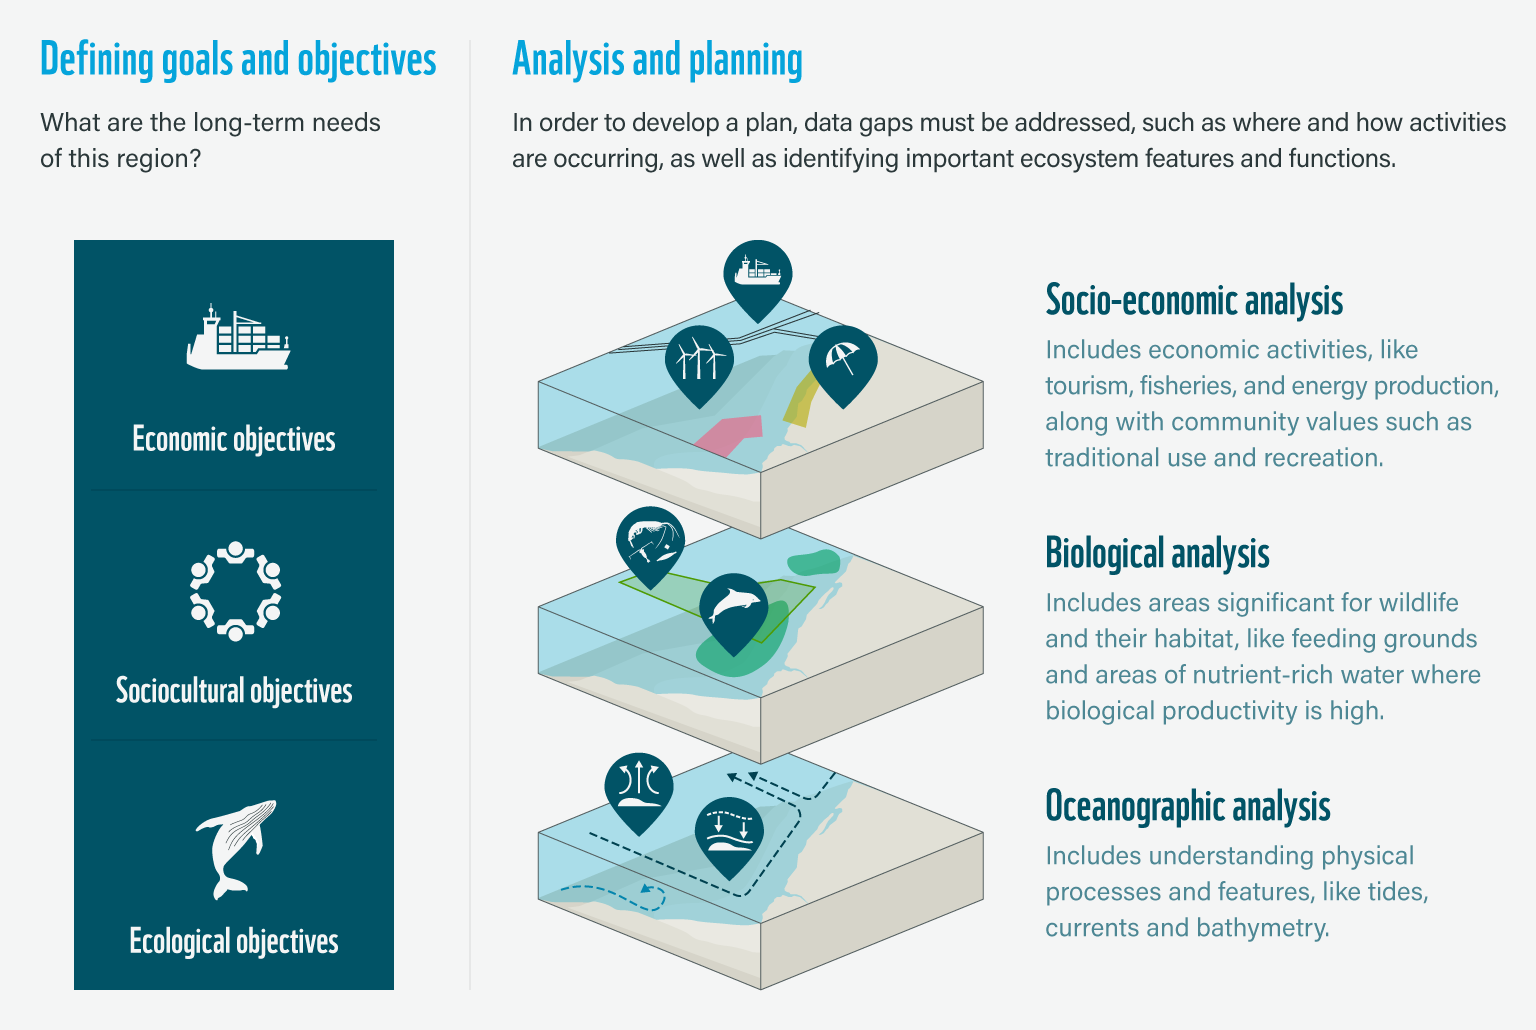 Defining goals and objectives
What are the long-term needs
of this region?
Economic objectives
Sociocultural objectives
Ecological objectives
Analysis and planning
In order to develop a plan, data gaps must be addressed, such as where and how activities
are occurring, as well as identifying important ecosystem features and functions.
Socio-economic analysis
Includes economic activities, like
tourism, fisheries, and energy production,
along with community values such as
traditional use and recreation.
Biological analysis
Includes areas significant for wildlife
and their habitat, like feeding grounds
and areas of nutrient-rich water where
biological productivity is high.
Oceanographic analysis
Includes understanding physical
processes and features, like tides,
currents and bathymetry.